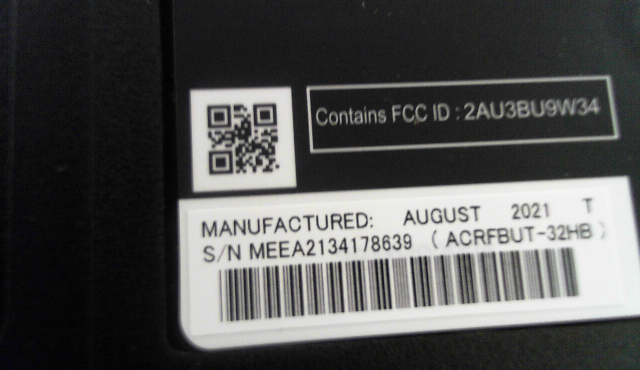 Contains FCC ID : 2AU3BU9W34
MANUFACTURED: AUGUST 2021 T
S/N MEEA2134178639 ( ACRFBUT-32HB )